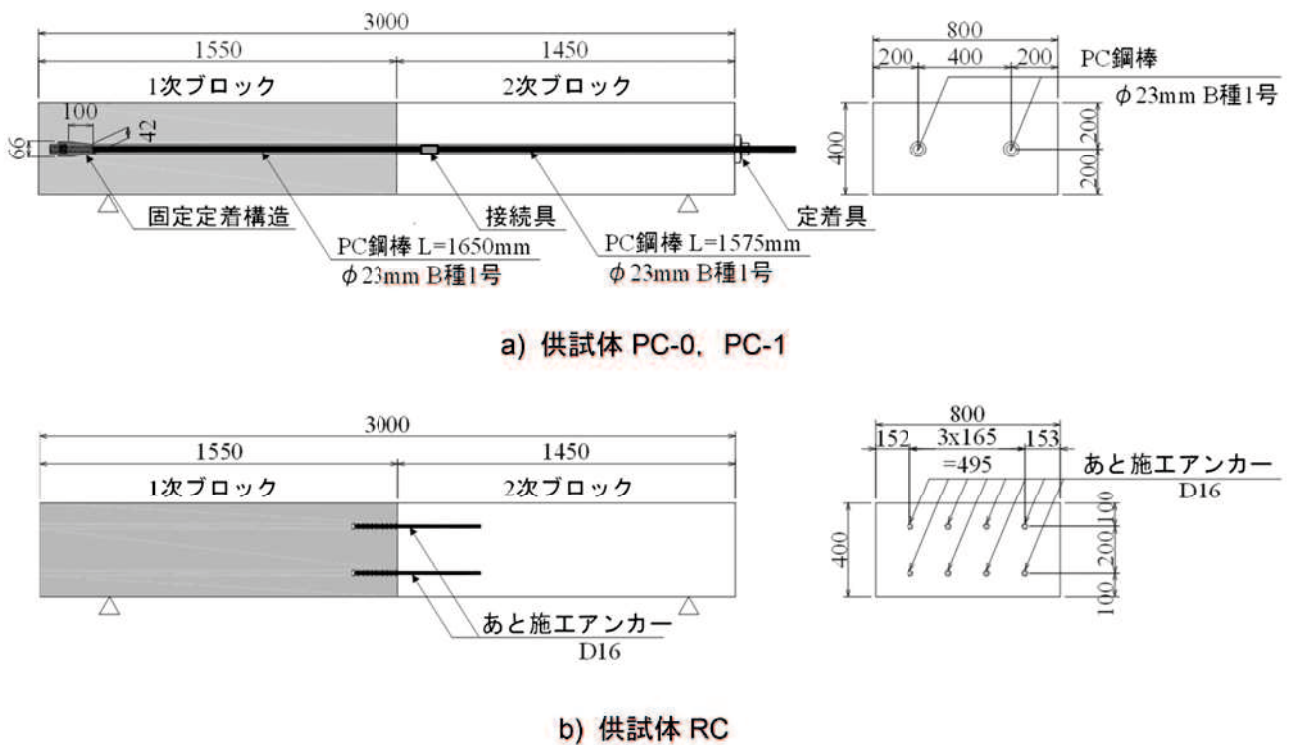 3000
1550
1450
1次ブロック
2次ブロック
100
42
66
固定定着構造
接続具
定着具
PC鋼棒 L=1650mm
φ23mm B種1号
PC鋼棒 L=1575mm
φ23mm B種1号
800
200
400
200
PC鋼棒
φ23mm B種1号
400
200
200
a) 供試体 PC-0, PC-1
3000
1550
1450
1次ブロック
2次ブロック
あと施工アンカー
D16
800
152
3x165
153
=495
あと施工アンカー
D16
400
100
200
100
b) 供試体 RC